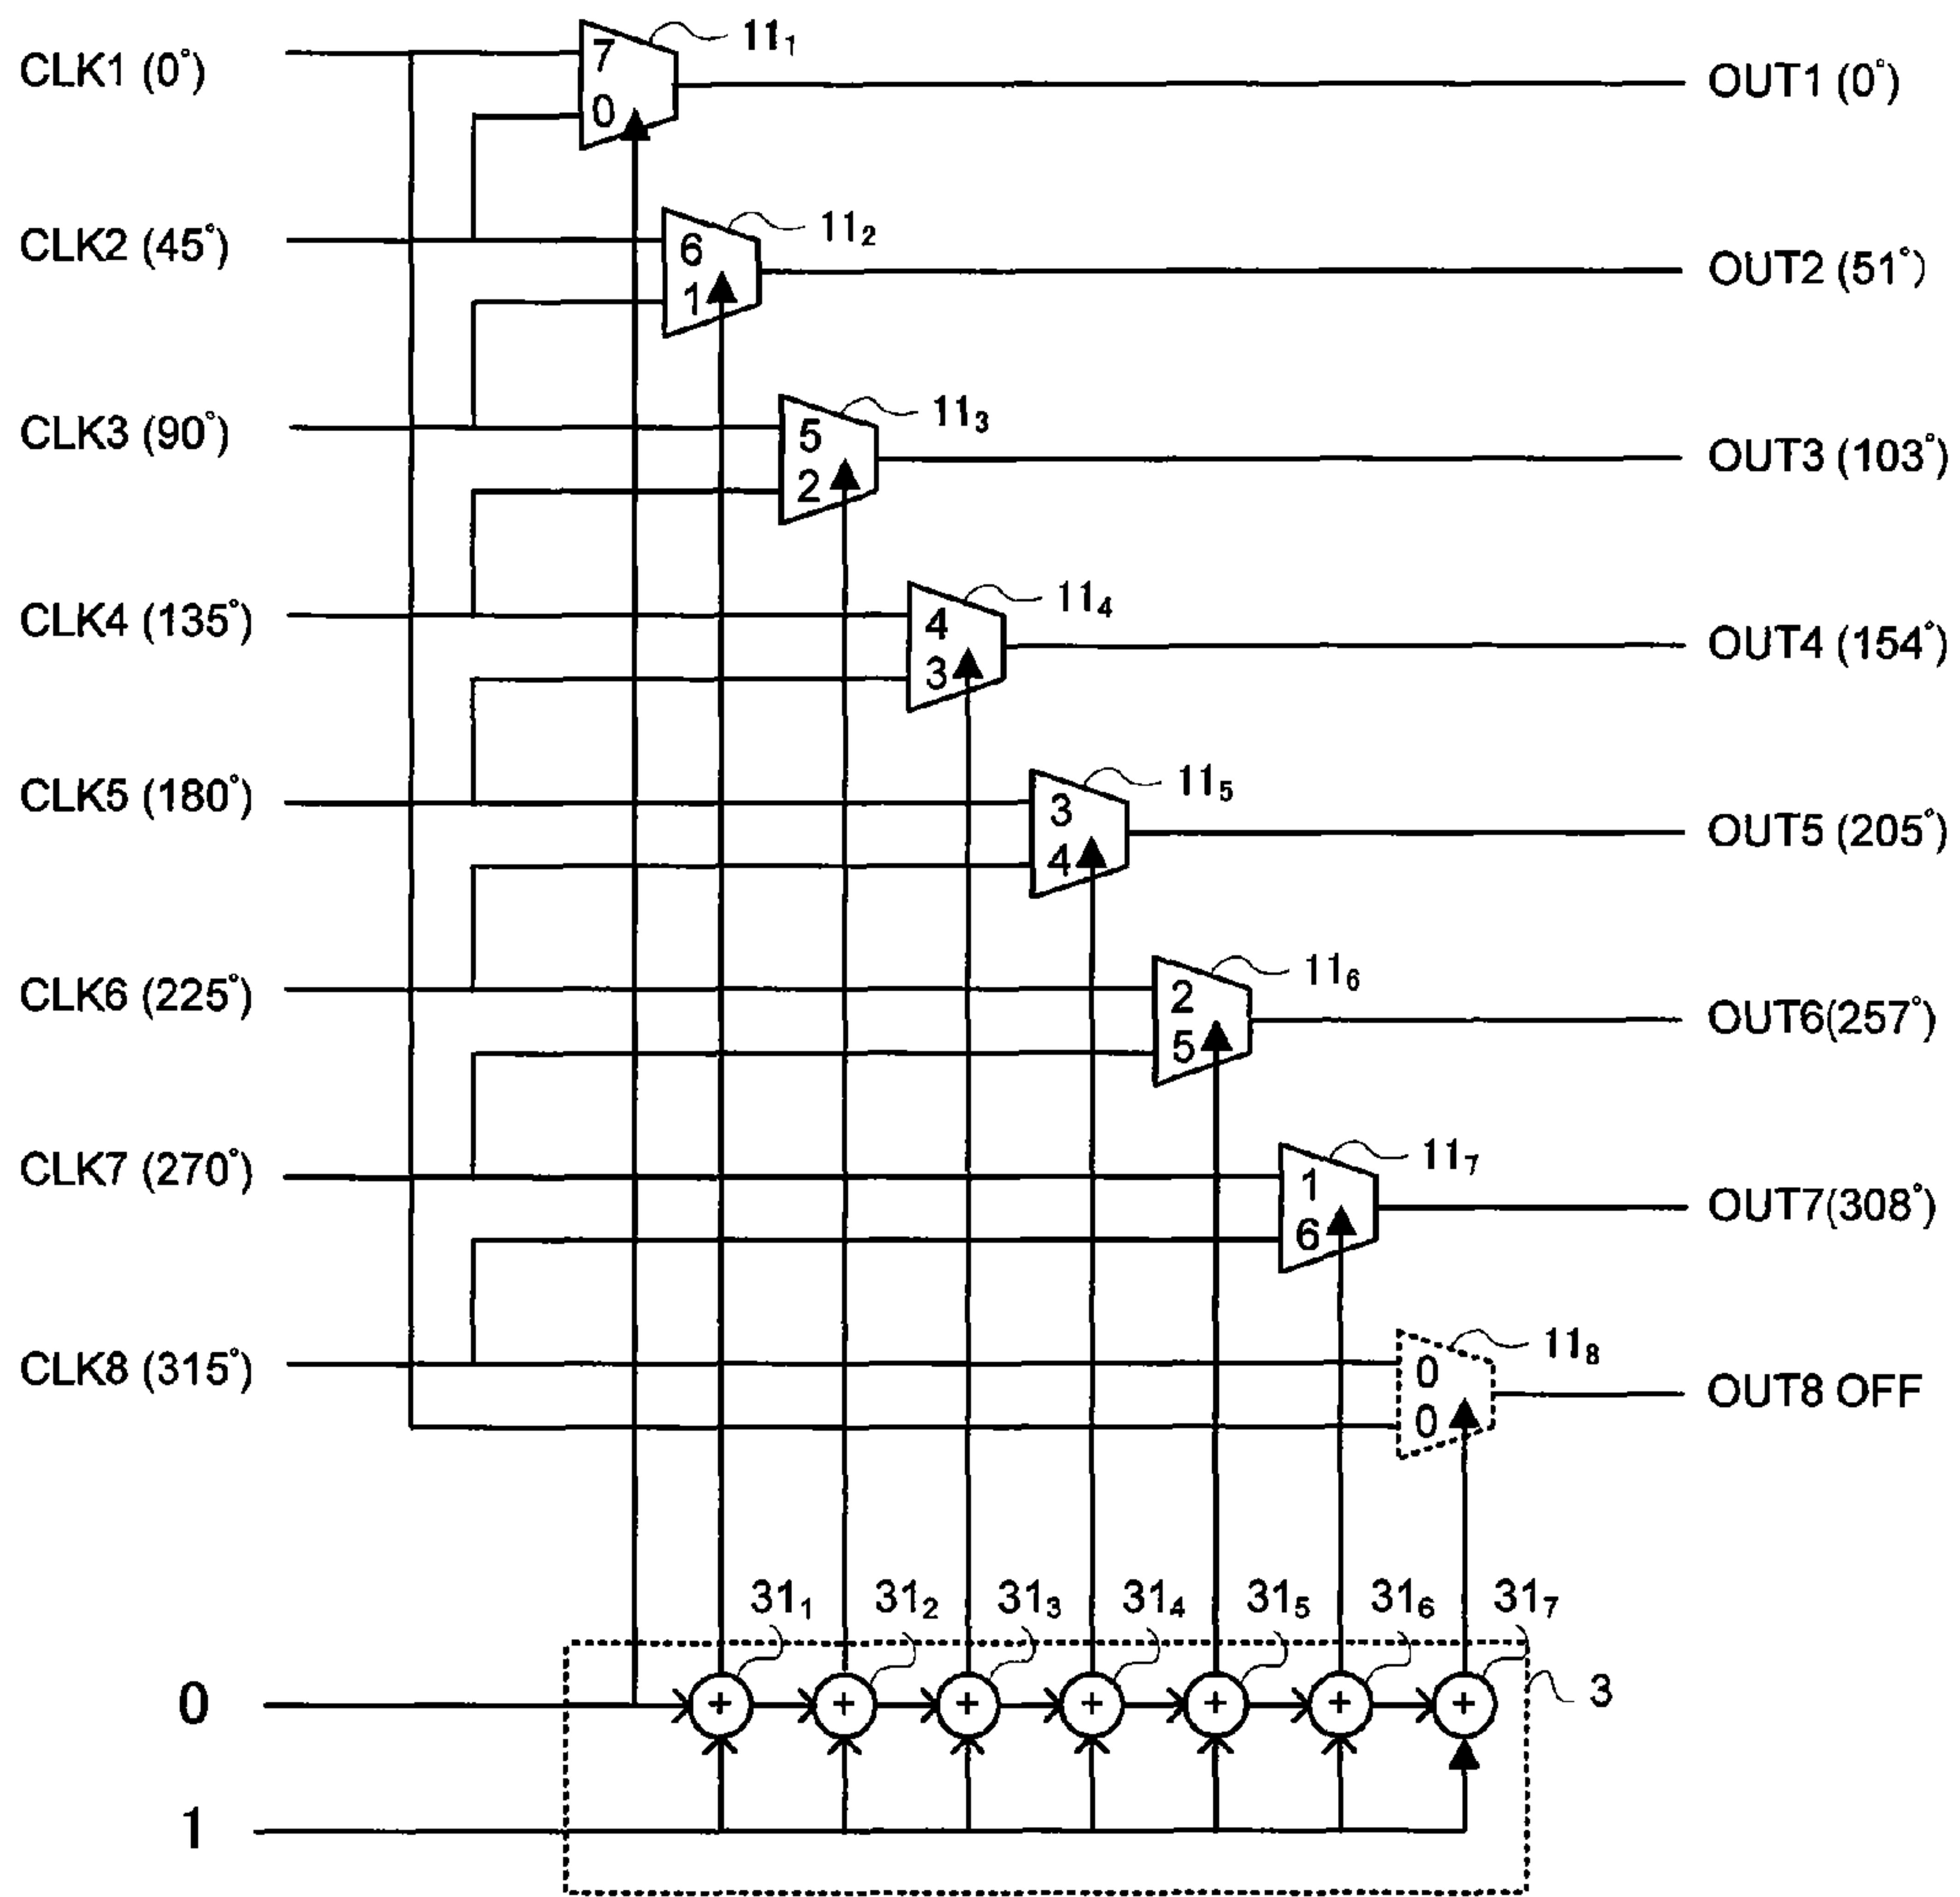 CLK1 (0°)
7
0
11₁
OUT1 (0°)
CLK2 (45°)
6
1
11₂
OUT2 (51°)
CLK3 (90°)
5
2
11₃
OUT3 (103°)
CLK4 (135°)
4
3
11₄
OUT4 (154°)
CLK5 (180°)
3
4
11₅
OUT5 (205°)
CLK6 (225°)
2
5
11₆
OUT6(257°)
CLK7 (270°)
1
6
11₇
OUT7(308°)
CLK8 (315°)
0
0
11₈
OUT8 OFF
31₁ 31₂ 31₃ 31₄ 31₅ 31₆ 31₇
0
+ + + + + + +
3
1